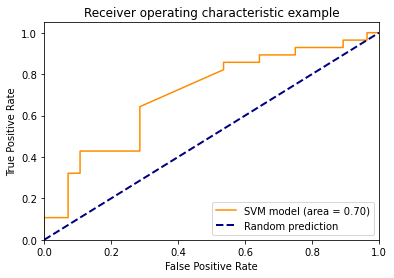 Receiver operating characteristic example
True Positive Rate
1.0
0.8
0.6
0.4
0.2
0.0
SVM model (area = 0.70)
Random prediction
0.0 0.2 0.4 0.6 0.8 1.0
False Positive Rate